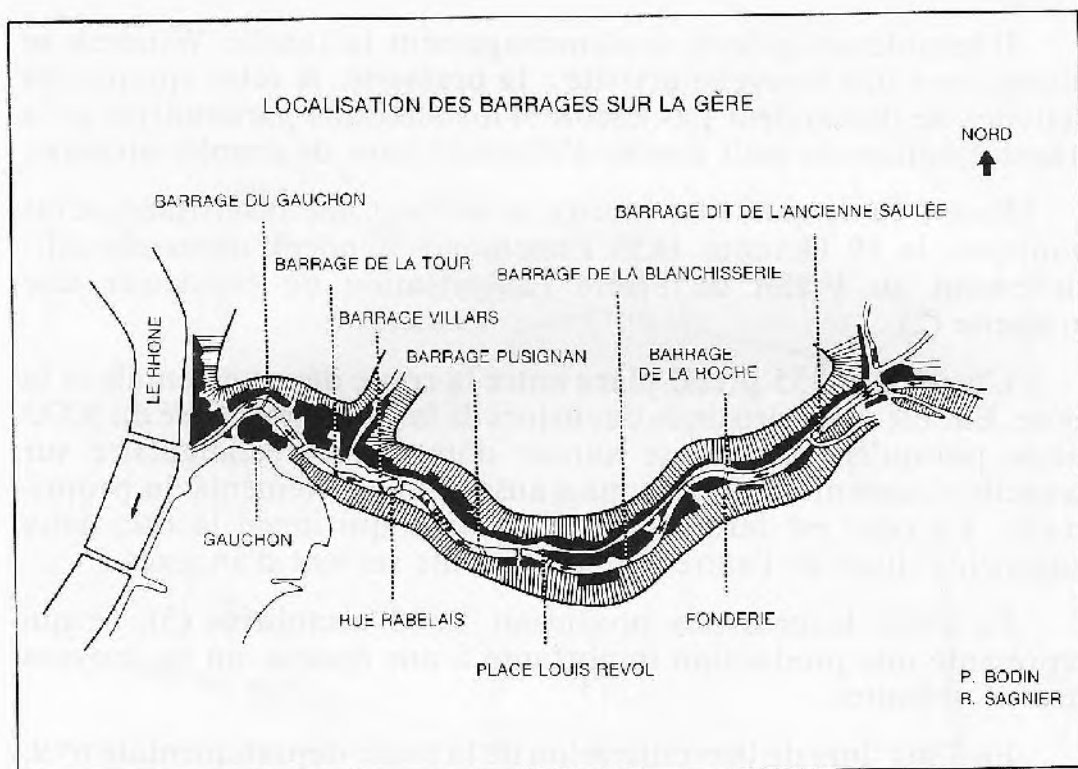 LOCALISATION DES BARRAGES SUR LA GÈRE
NORD
BARRAGE DU GAUCHON
BARRAGE DIT DE L'ANCIENNE SAULÉE
BARRAGE DE LA TOUR
BARRAGE DE LA BLANCHISSERIE
BARRAGE VILLARS
BARRAGE PUSIGNAN
BARRAGE
DE LA ROCHE
LE RHONE
GAUCHON
RUE RABELAIS
FONDERIE
PLACE LOUIS REVOL
P. BODIN
R. SAGNIER